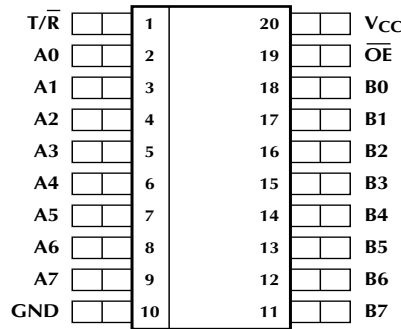 T/R̅ 1 20 VCC
A0 2 19 O̅E̅
A1 3 18 B0
A2 4 17 B1
A3 5 16 B2
A4 6 15 B3
A5 7 14 B4
A6 8 13 B5
A7 9 12 B6
GND 10 11 B7